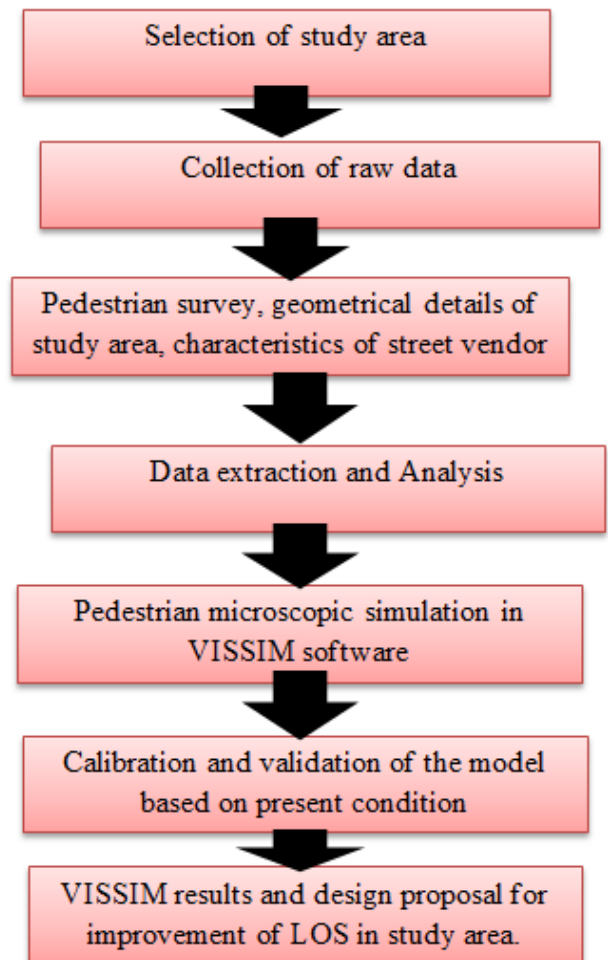 Selection of study area
Collection of raw data
Pedestrian survey, geometrical details of
study area, characteristics of street vendor
Data extraction and Analysis
Pedestrian microscopic simulation in
VISSIM software
Calibration and validation of the model
based on present condition
VISSIM results and design proposal for
improvement of LOS in study area.